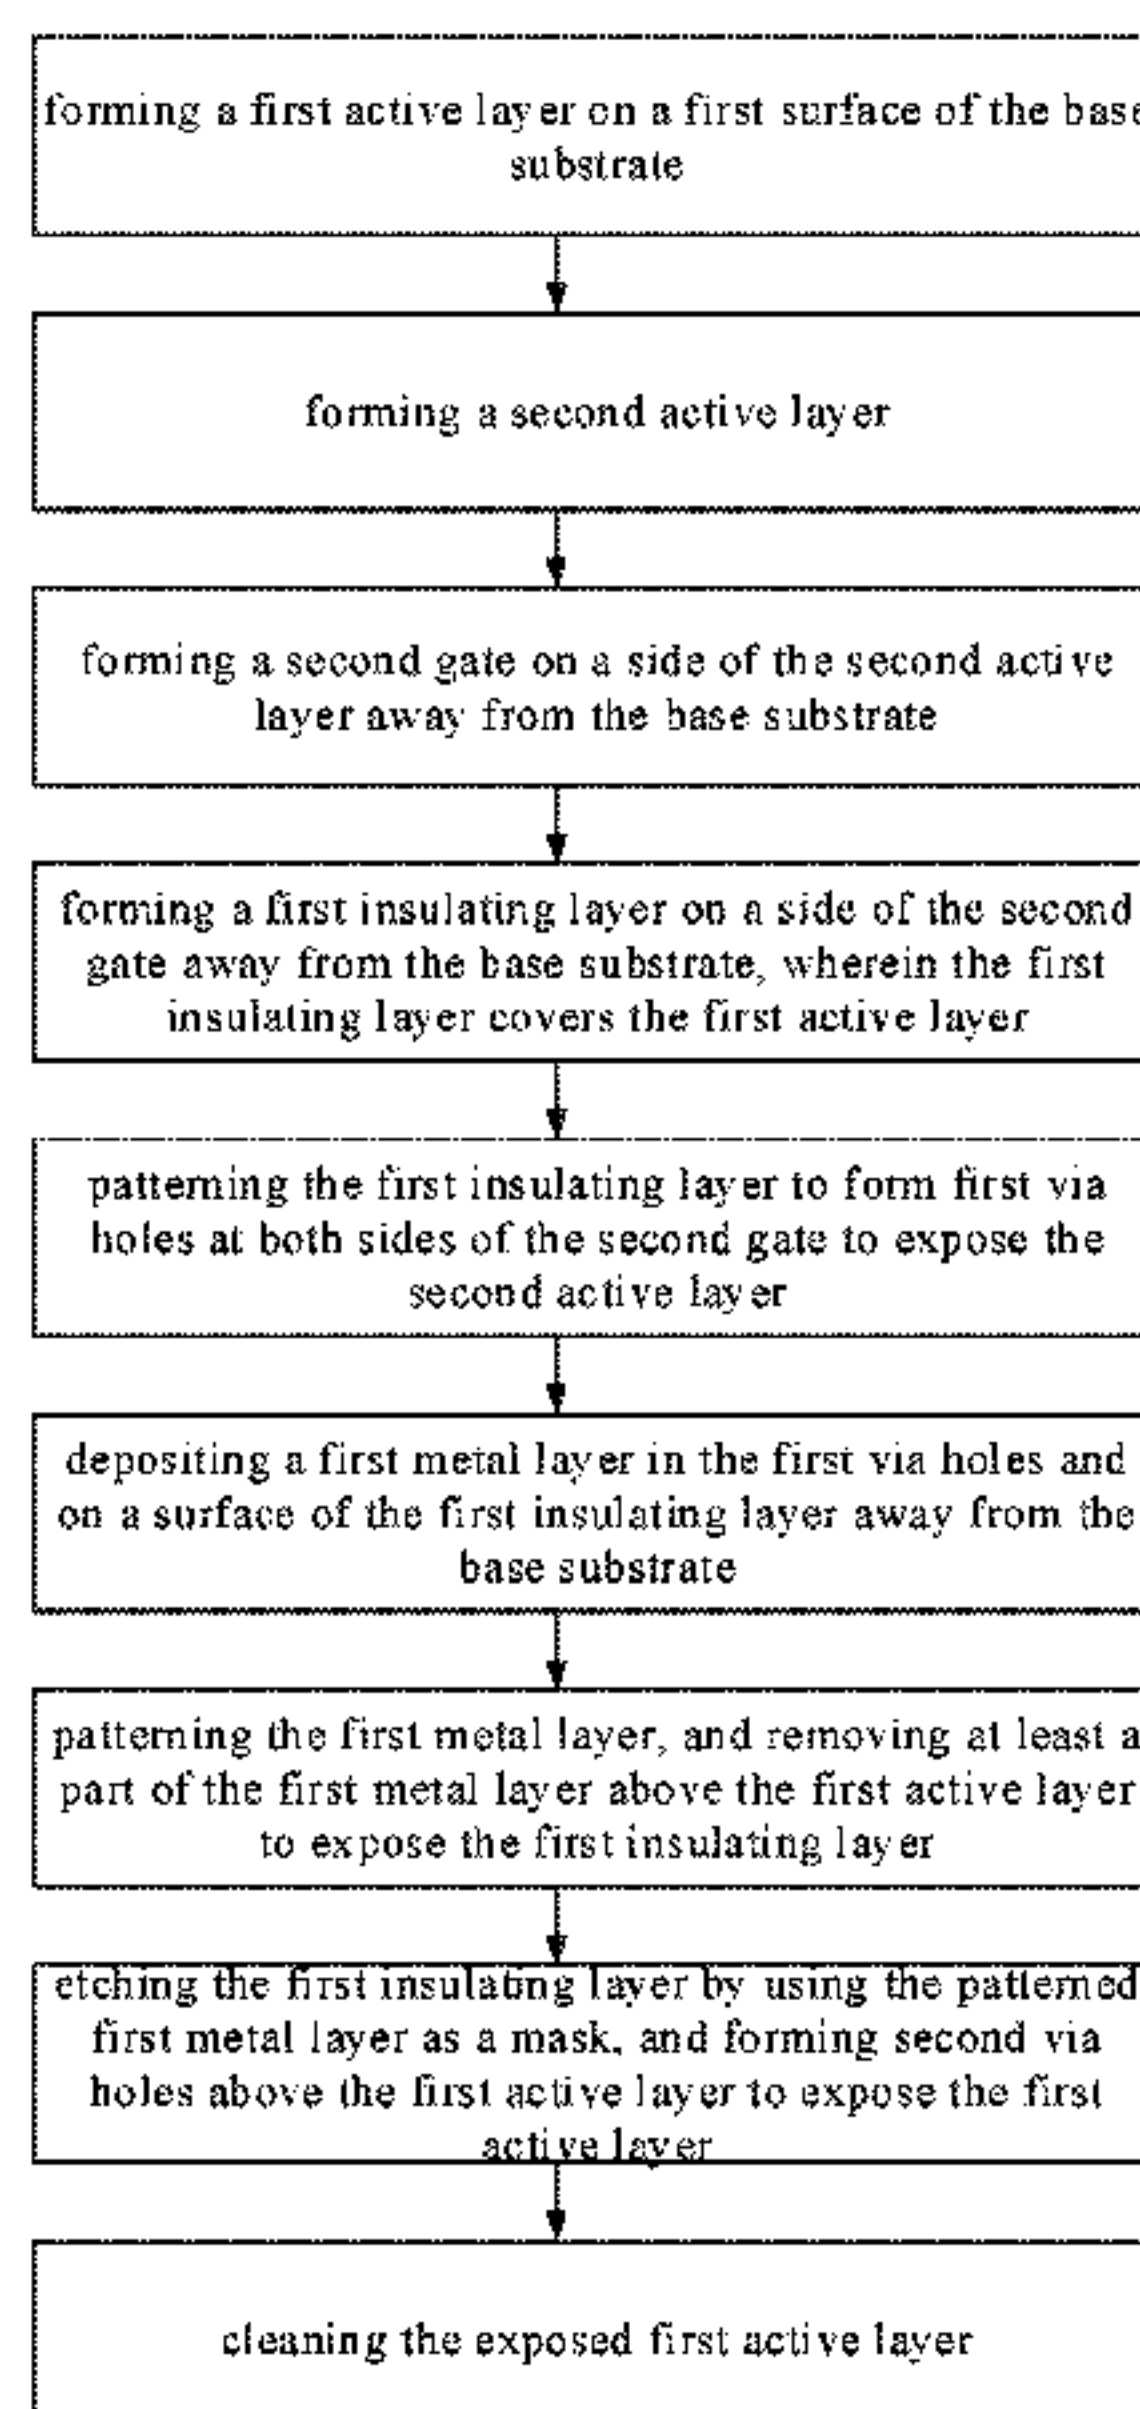 forming a first active layer on a first surface of the base
substrate
forming a second active layer
forming a second gate on a side of the second active
layer away from the base substrate
forming a first insulating layer on a side of the second
gate away from the base substrate, wherein the first
insulating layer covers the first active layer
patterning the first insulating layer to form first via
holes at both sides of the second gate to expose the
second active layer
depositing a first metal layer in the first via holes and
on a surface of the first insulating layer away from the
base substrate
patterning the first metal layer, and removing at least a
part of the first metal layer above the first active layer
to expose the first insulating layer
etching the first insulating layer by using the patterned
first metal layer as a mask, and forming second via
holes above the first active layer to expose the first
active layer
cleaning the exposed first active layer